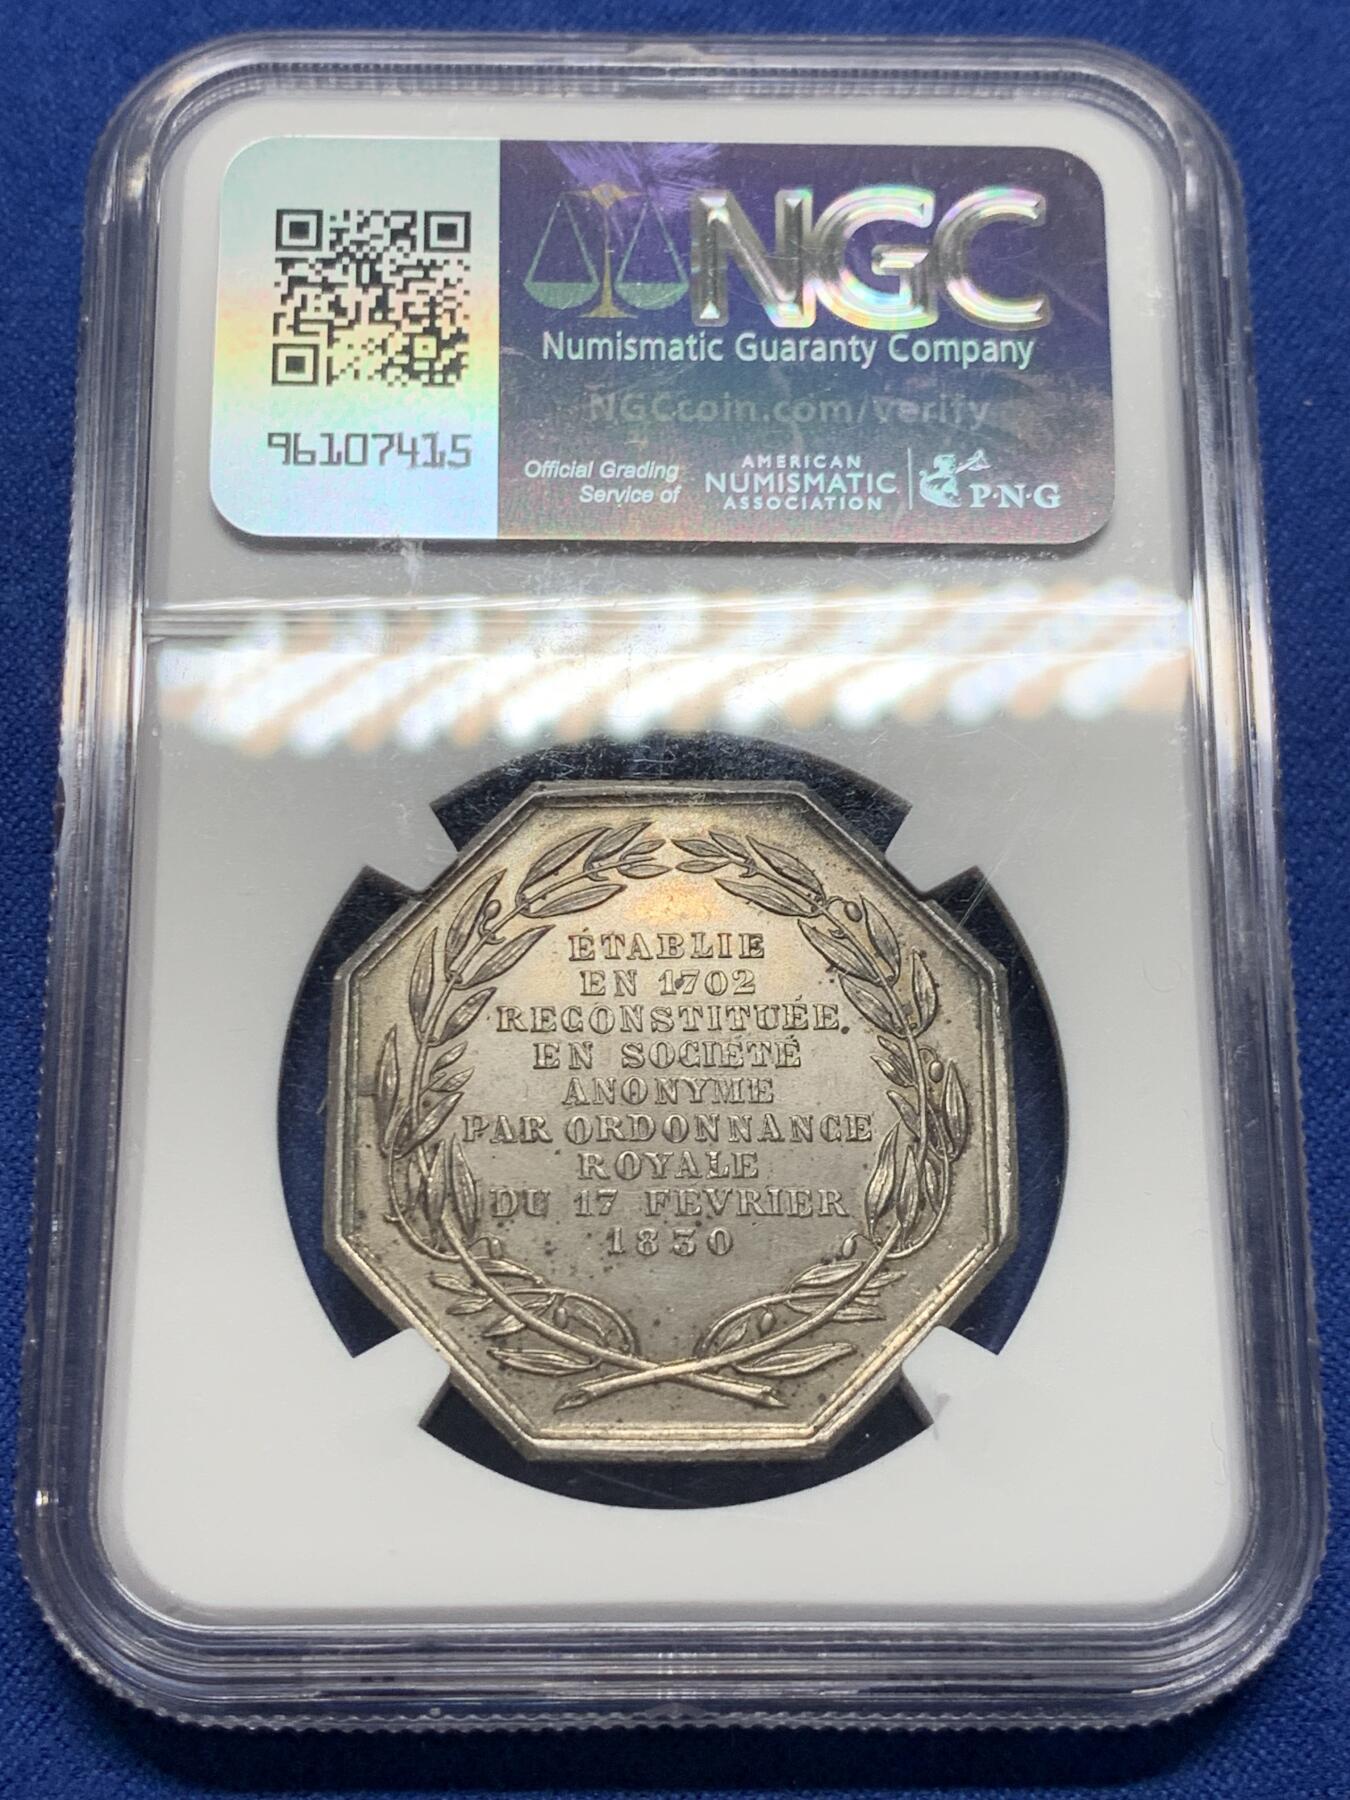 NGC
Numismatic Guaranty Company
NGCcoin.com/verify
96107415
Official Grading
Service of
AMERICAN
NUMISMATIC
ASSOCIATION
P·N·G
ÉTABLIE
EN 1702
RECONSTITUÉE
EN SOCIÉTÉ
ANONYME
PAR ORDONNANCE
ROYALE
DU 17 FEVRIER
1830